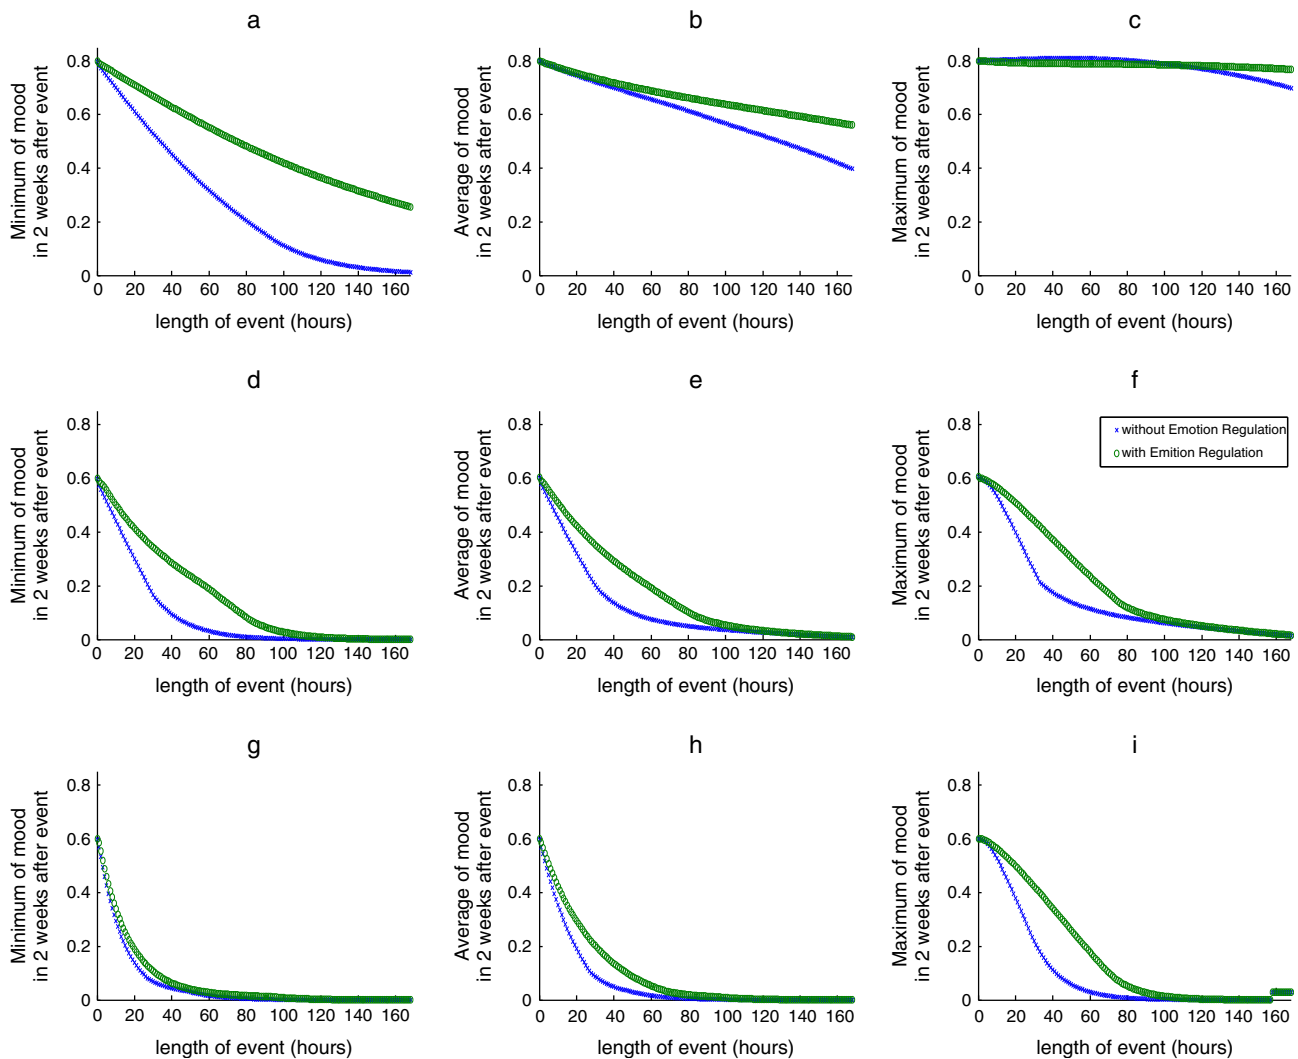 a
b
c
Minimum of mood
in 2 weeks after event
0.8
0.6
0.4
0.2
0
0 20 40 60 80 100 120 140 160
length of event (hours)
Average of mood
in 2 weeks after event
0.8
0.6
0.4
0.2
0
0 20 40 60 80 100 120 140 160
length of event (hours)
Maximum of mood
in 2 weeks after event
0.8
0.6
0.4
0.2
0
0 20 40 60 80 100 120 140 160
length of event (hours)
d
e
f
Minimum of mood
in 2 weeks after event
0.8
0.6
0.4
0.2
0
0 20 40 60 80 100 120 140 160
length of event (hours)
Average of mood
in 2 weeks after event
0.8
0.6
0.4
0.2
0
0 20 40 60 80 100 120 140 160
length of event (hours)
Maximum of mood
in 2 weeks after event
0.8
0.6
0.4
0.2
0
without Emotion Regulation
with Emition Regulation
0 20 40 60 80 100 120 140 160
length of event (hours)
g
h
i
Minimum of mood
in 2 weeks after event
0.8
0.6
0.4
0.2
0
0 20 40 60 80 100 120 140 160
length of event (hours)
Average of mood
in 2 weeks after event
0.8
0.6
0.4
0.2
0
0 20 40 60 80 100 120 140 160
length of event (hours)
Maximum of mood
in 2 weeks after event
0.8
0.6
0.4
0.2
0
0 20 40 60 80 100 120 140 160
length of event (hours)